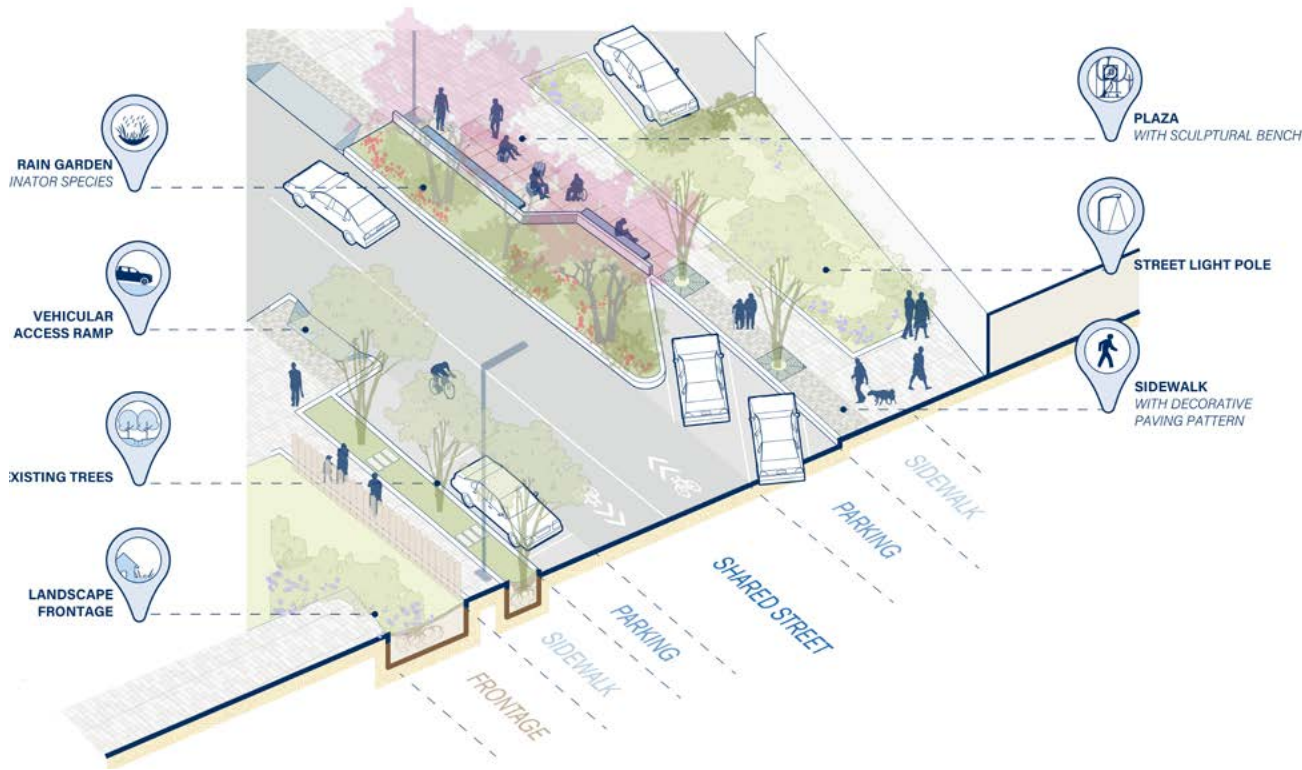 RAIN GARDEN
INATOR SPECIES
VEHICULAR
ACCESS RAMP
EXISTING TREES
LANDSCAPE
FRONTAGE
PLAZA
WITH SCULPTURAL BENCH
STREET LIGHT POLE
SIDEWALK
WITH DECORATIVE
PAVING PATTERN
FRONTAGE
SIDEWALK
PARKING
SHARED STREET
PARKING
SIDEWALK